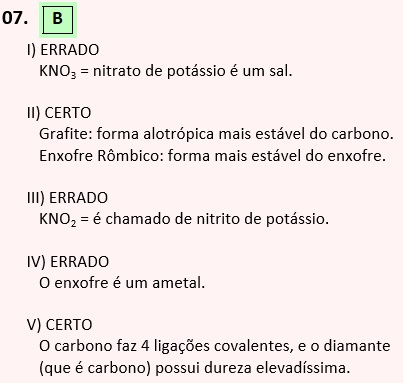 07. B
I) ERRADO
KNO₃ = nitrato de potássio é um sal.
II) CERTO
Grafite: forma alotrópica mais estável do carbono.
Enxofre Rômbico: forma mais estável do enxofre.
III) ERRADO
KNO₂ = é chamado de nitrito de potássio.
IV) ERRADO
O enxofre é um ametal.
V) CERTO
O carbono faz 4 ligações covalentes, e o diamante
(que é carbono) possui dureza elevadíssima.